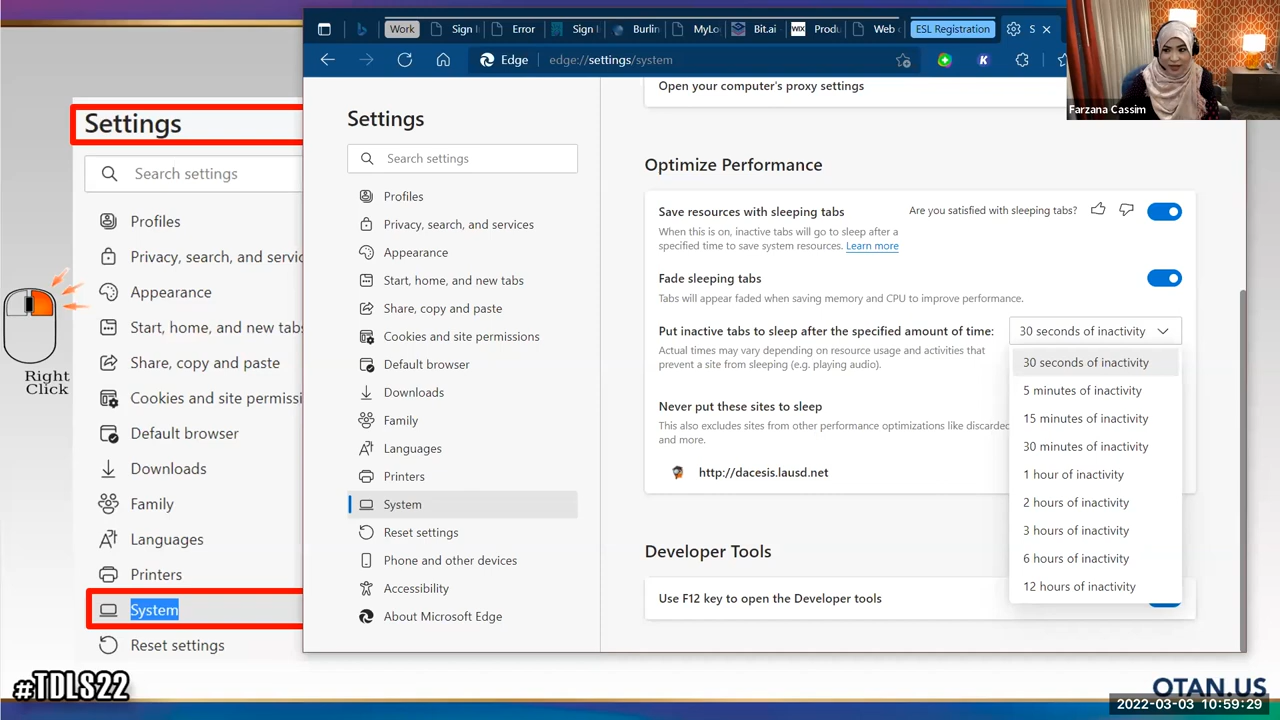 Settings
Search settings
Profiles
Privacy, search, and servic
Appearance
Start, home, and new tabs
Share, copy and paste
Cookies and site permissi
Default browser
Downloads
Family
Languages
Printers
System
Reset settings
Right
Click
#TDLS22
Work
Sign I
Error
Sign I
Burlin
MyLo
Bit.ai
WIX
Produ
Web c
ESL Registration
S
Edge
edge://settings/system
K
Settings
Search settings
Profiles
Privacy, search, and services
Appearance
Start, home, and new tabs
Share, copy and paste
Cookies and site permissions
Default browser
Downloads
Family
Languages
Printers
System
Reset settings
Phone and other devices
Accessibility
About Microsoft Edge
Open your computer's proxy settings
Optimize Performance
Save resources with sleeping tabs
Are you satisfied with sleeping tabs?
When this is on, inactive tabs will go to sleep after a
specified time to save system resources. Learn more
Fade sleeping tabs
Tabs will appear faded when saving memory and CPU to improve performance.
Put inactive tabs to sleep after the specified amount of time:
30 seconds of inactivity
Actual times may vary depending on resource usage and activities that
prevent a site from sleeping (e.g. playing audio).
30 seconds of inactivity
5 minutes of inactivity
15 minutes of inactivity
30 minutes of inactivity
1 hour of inactivity
2 hours of inactivity
3 hours of inactivity
6 hours of inactivity
12 hours of inactivity
Never put these sites to sleep
This also excludes sites from other performance optimizations like discarded
and more.
http://dacesis.lausd.net
Developer Tools
Use F12 key to open the Developer tools
Farzana Cassim
OTAN.US
2022-03-03 10:59:29